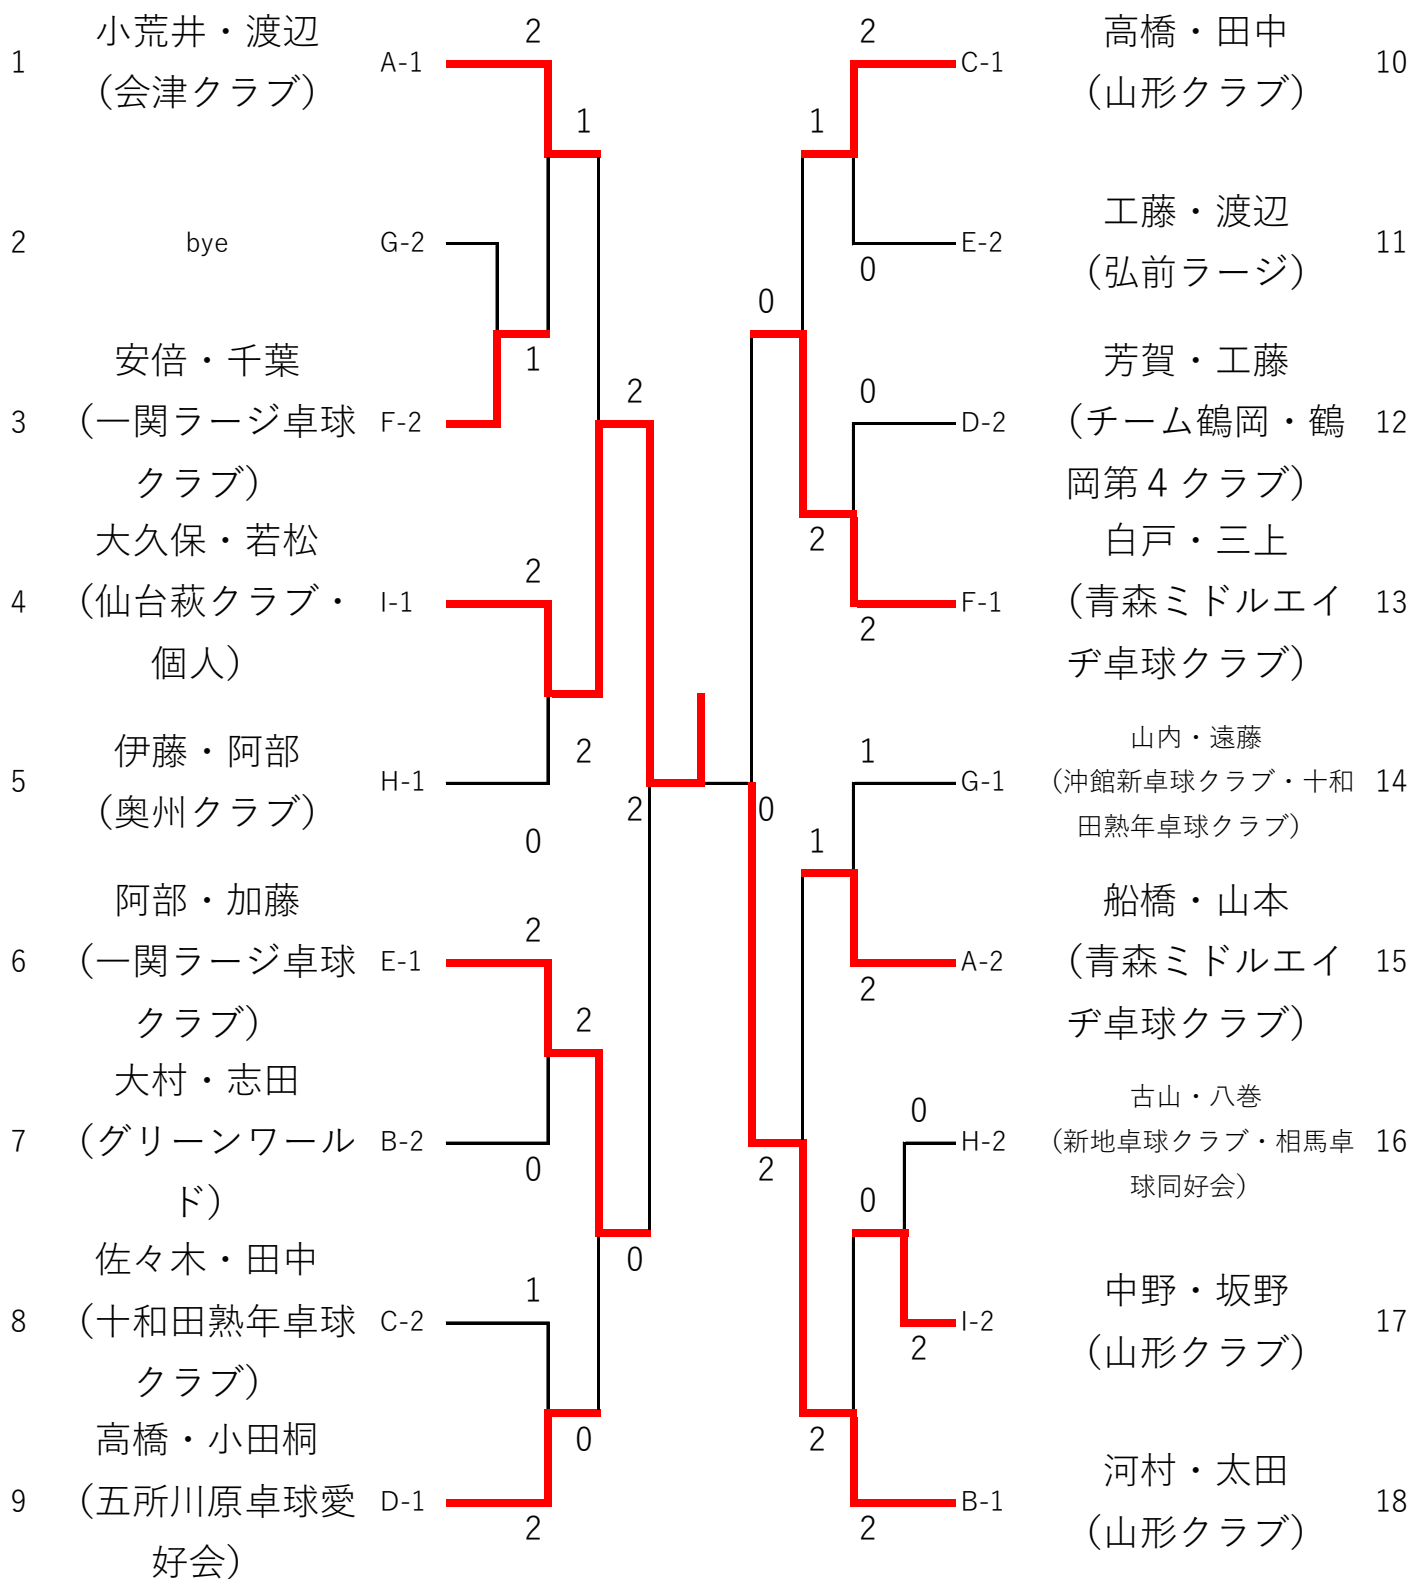 1
小荒井・渡辺
（会津クラブ）
A-1
2
bye
G-2
3
安倍・千葉
（一関ラージ卓球
クラブ）
F-2
4
大久保・若松
（仙台萩クラブ・
個人）
I-1
5
伊藤・阿部
（奥州クラブ）
H-1
6
阿部・加藤
（一関ラージ卓球
クラブ）
E-1
7
大村・志田
（グリーンワール
ド）
B-2
8
佐々木・田中
（十和田熟年卓球
クラブ）
C-2
9
高橋・小田桐
（五所川原卓球愛
好会）
D-1
2
1
1
2
2
2
0
2
2
2
0
0
1
0
2
2
1
0
0
0
2
2
0
1
1
2
0
2
0
2
2
2
C-1
高橋・田中
（山形クラブ）
10
E-2
工藤・渡辺
（弘前ラージ）
11
D-2
芳賀・工藤
（チーム鶴岡・鶴
岡第４クラブ）
12
F-1
白戸・三上
（青森ミドルエイ
ヂ卓球クラブ）
13
G-1
山内・遠藤
（沖館新卓球クラブ・十和
田熟年卓球クラブ）
14
A-2
船橋・山本
（青森ミドルエイ
ヂ卓球クラブ）
15
H-2
古山・八巻
（新地卓球クラブ・相馬卓
球同好会）
16
I-2
中野・坂野
（山形クラブ）
17
B-1
河村・太田
（山形クラブ）
18